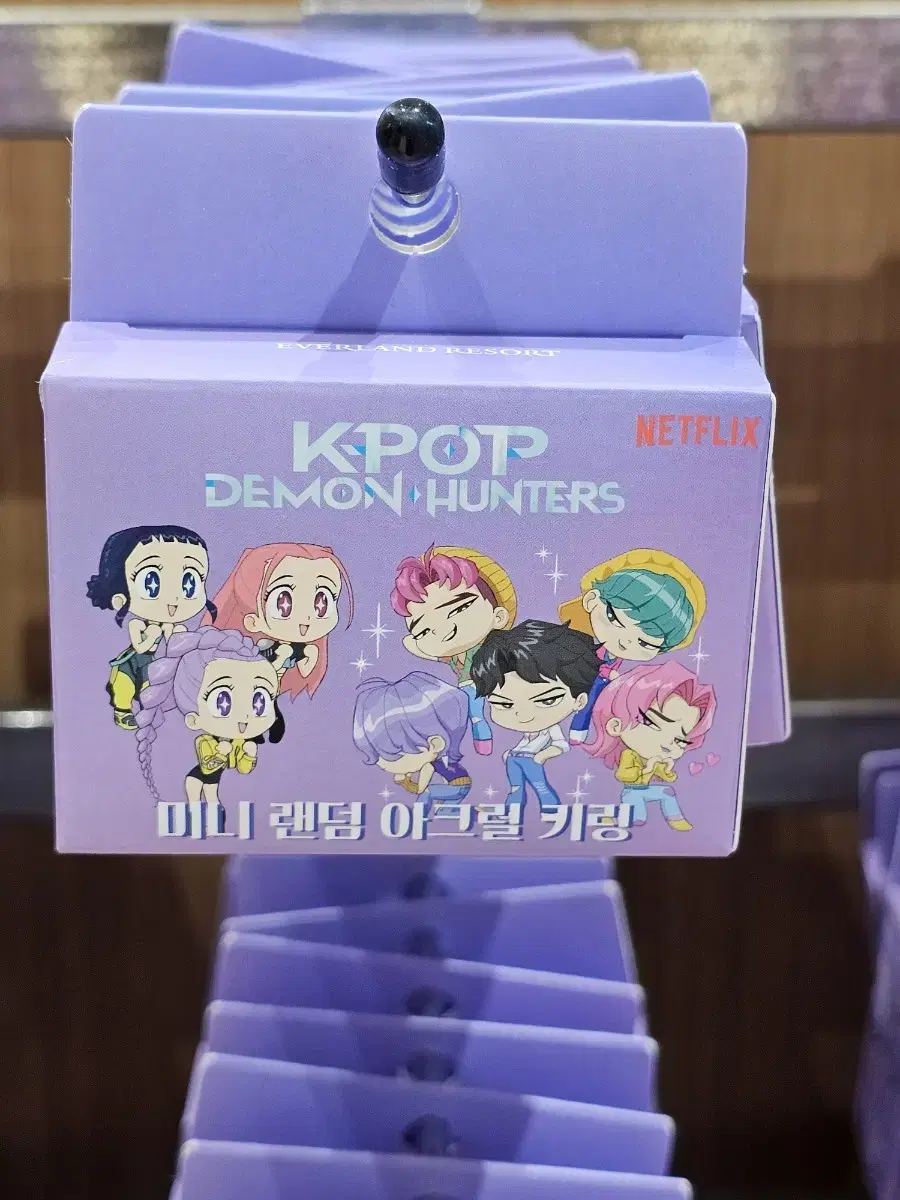 EVERLAND RESORT
K-POP
NETFLIX
DEMON HUNTERS
미니 랜덤 아크릴 키링